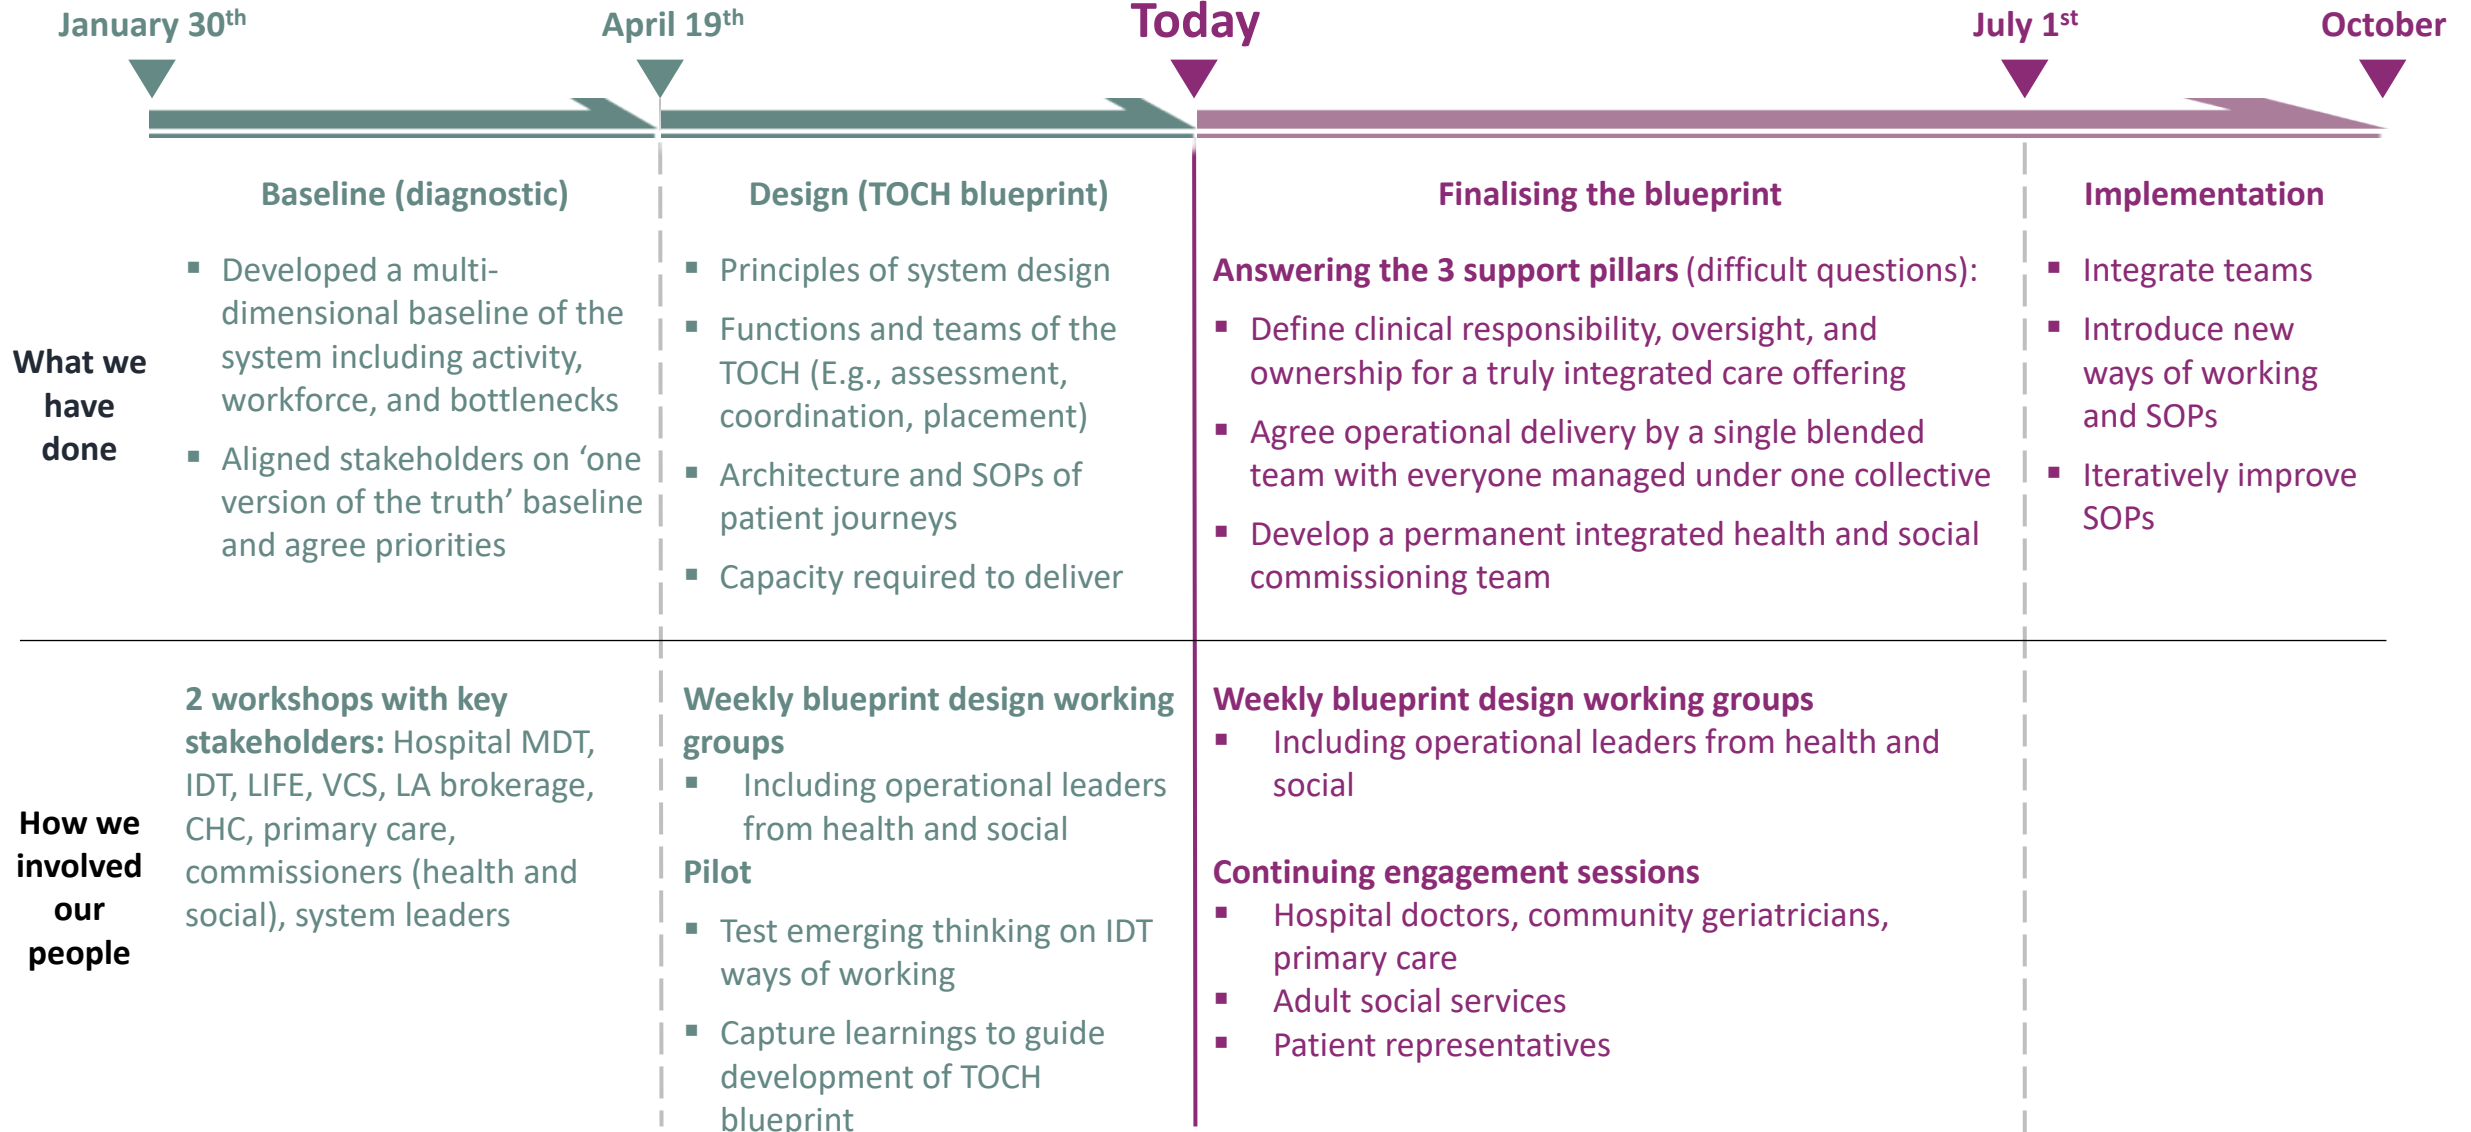 January 30th
April 19th
Today
July 1st
October
Baseline (diagnostic)
Design (TOCH blueprint)
Finalising the blueprint
Implementation
What we
have
done
▪ Developed a multi-
dimensional baseline of the
system including activity,
workforce, and bottlenecks
▪ Aligned stakeholders on ‘one
version of the truth’ baseline
and agree priorities
▪ Principles of system design
▪ Functions and teams of the
TOCH (E.g., assessment,
coordination, placement)
▪ Architecture and SOPs of
patient journeys
▪ Capacity required to deliver
Answering the 3 support pillars (difficult questions):
▪ Define clinical responsibility, oversight, and
ownership for a truly integrated care offering
▪ Agree operational delivery by a single blended
team with everyone managed under one collective
▪ Develop a permanent integrated health and social
commissioning team
▪ Integrate teams
▪ Introduce new
ways of working
and SOPs
▪ Iteratively improve
SOPs
How we
involved
our
people
2 workshops with key
stakeholders: Hospital MDT,
IDT, LIFE, VCS, LA brokerage,
CHC, primary care,
commissioners (health and
social), system leaders
Weekly blueprint design working
groups
▪ Including operational leaders
from health and social
Pilot
▪ Test emerging thinking on IDT
ways of working
▪ Capture learnings to guide
development of TOCH
blueprint
Weekly blueprint design working groups
▪ Including operational leaders from health and
social
Continuing engagement sessions
▪ Hospital doctors, community geriatricians,
primary care
▪ Adult social services
▪ Patient representatives